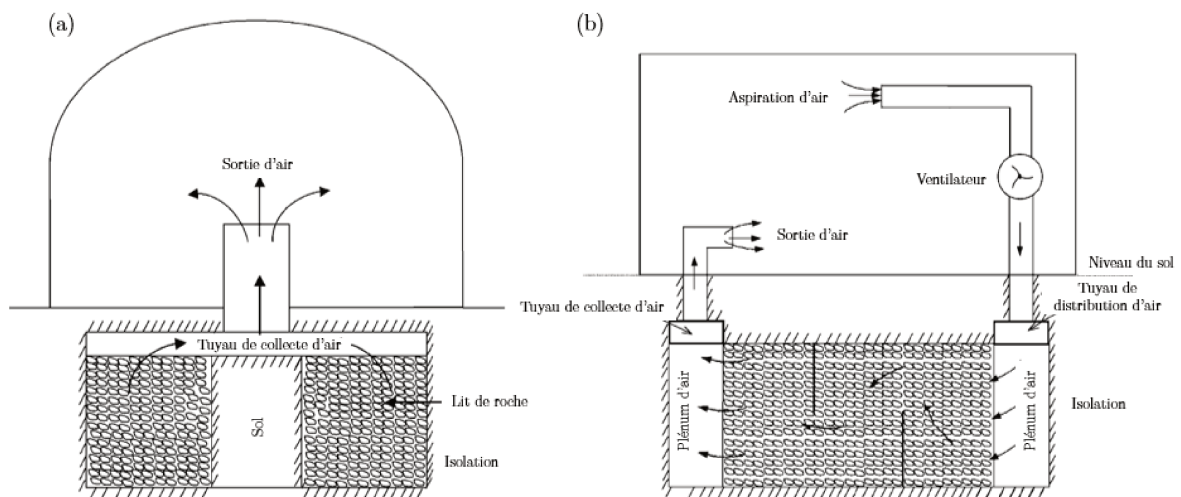 (a)
Sortie d'air
Tuyau de collecte d'air
Lit de roche
Sol
Isolation
(b)
Aspiration d'air
Ventilateur
Sortie d'air
Niveau du sol
Tuyau de collecte d'air
Tuyau de
distribution d'air
Plénum d'air
Plénum d'air
Isolation